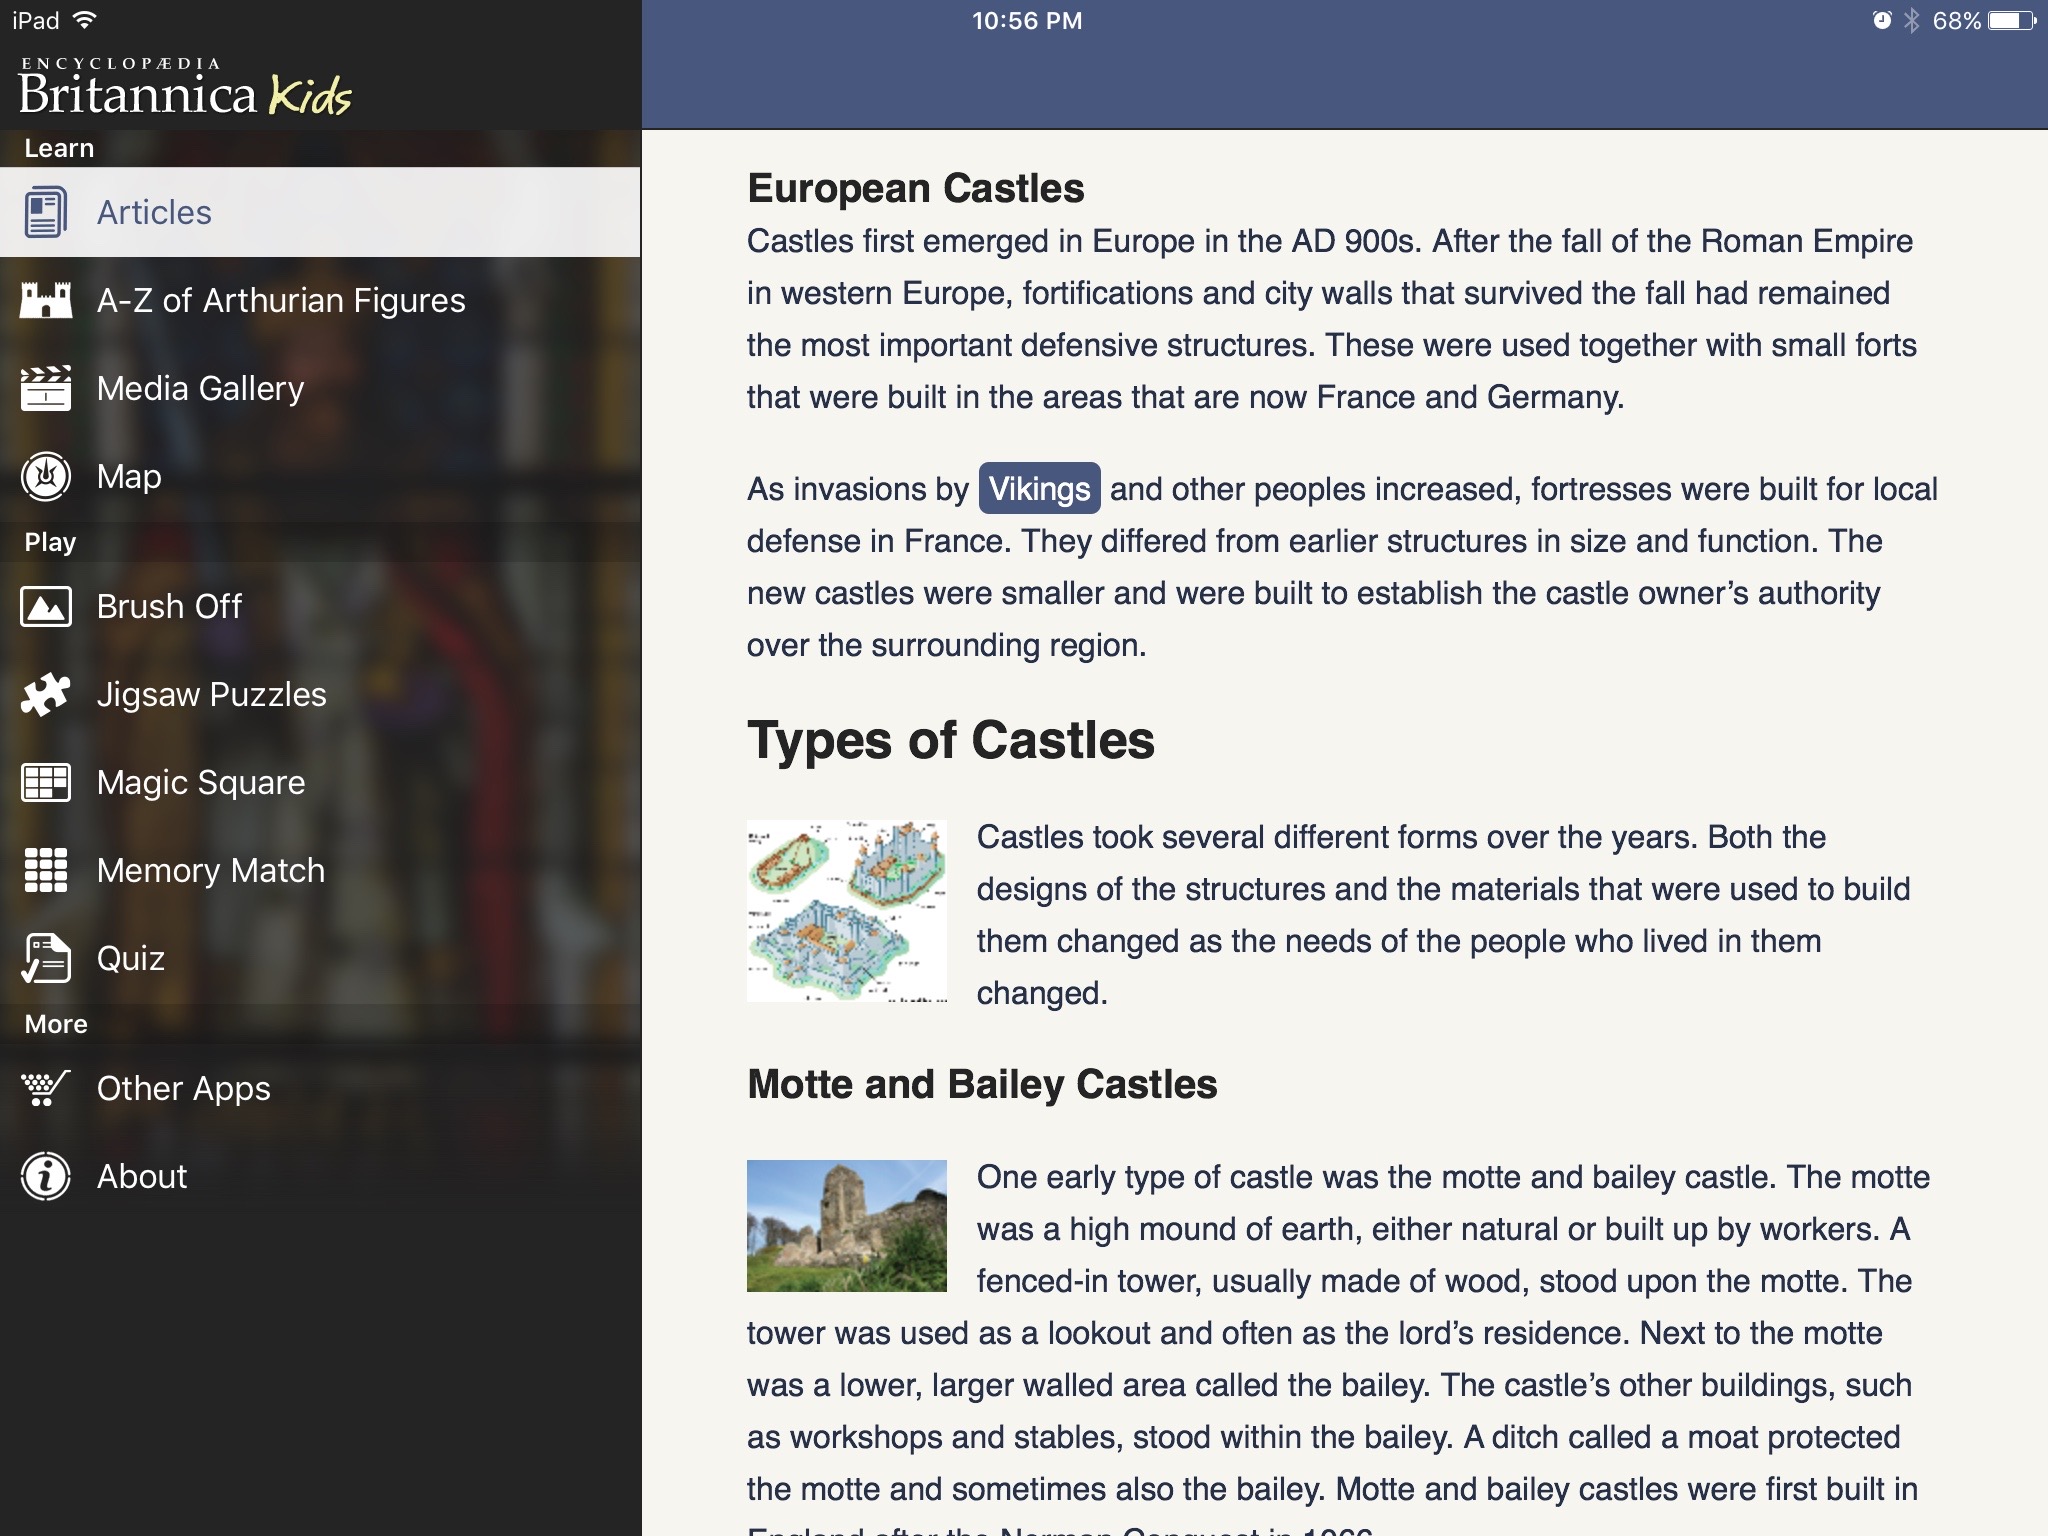 iPad
10:56 PM
68%
ENCYCLOPÆDIA
Britannica Kids
Learn
Articles
A-Z of Arthurian Figures
Media Gallery
Map
Play
Brush Off
Jigsaw Puzzles
Magic Square
Memory Match
Quiz
More
Other Apps
About
European Castles
Castles first emerged in Europe in the AD 900s. After the fall of the Roman Empire
in western Europe, fortifications and city walls that survived the fall had remained
the most important defensive structures. These were used together with small forts
that were built in the areas that are now France and Germany.
As invasions by Vikings and other peoples increased, fortresses were built for local
defense in France. They differed from earlier structures in size and function. The
new castles were smaller and were built to establish the castle owner’s authority
over the surrounding region.
Types of Castles
Castles took several different forms over the years. Both the
designs of the structures and the materials that were used to build
them changed as the needs of the people who lived in them
changed.
Motte and Bailey Castles
One early type of castle was the motte and bailey castle. The motte
was a high mound of earth, either natural or built up by workers. A
fenced-in tower, usually made of wood, stood upon the motte. The
tower was used as a lookout and often as the lord’s residence. Next to the motte
was a lower, larger walled area called the bailey. The castle’s other buildings, such
as workshops and stables, stood within the bailey. A ditch called a moat protected
the motte and sometimes also the bailey. Motte and bailey castles were first built in
England after the Norman Conquest in 1066.